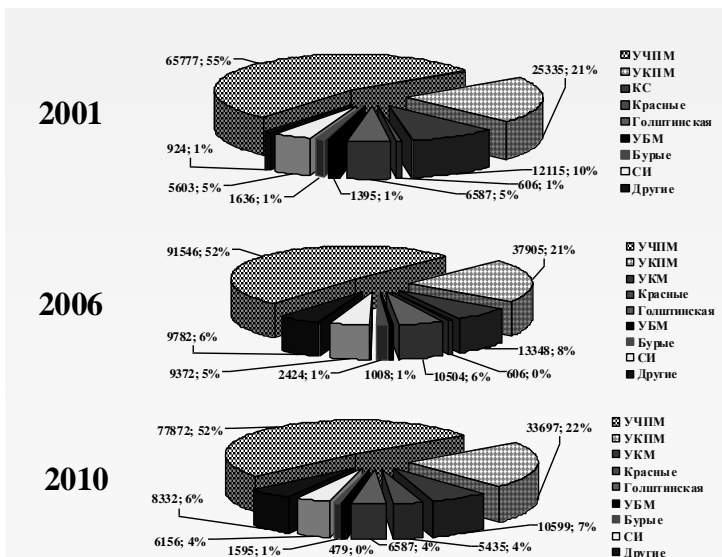 65777; 55%
25335; 21%
2001
924; 1%
5603; 5%
1636; 1%
1395; 1%
6587; 5%
606; 1%
12115; 10%
УЧПМ
УКПМ
КС
Красные
Голштинская
УБМ
Бурые
СИ
Другие
91546; 52%
37905; 21%
2006
9782; 6%
9372; 5%
2424; 1%
1008; 1%
10504; 6%
606; 0%
13348; 8%
УЧПМ
УКПМ
УКМ
Красные
Голштинская
УБМ
Бурые
СИ
Другие
77872; 52%
33697; 22%
2010
8332; 6%
6156; 4%
1595; 1%
479; 0%
6587; 4%
5435; 4%
10599; 7%
УЧПМ
УКПМ
УКМ
Красные
Голштинская
УБМ
Бурые
СИ
Другие